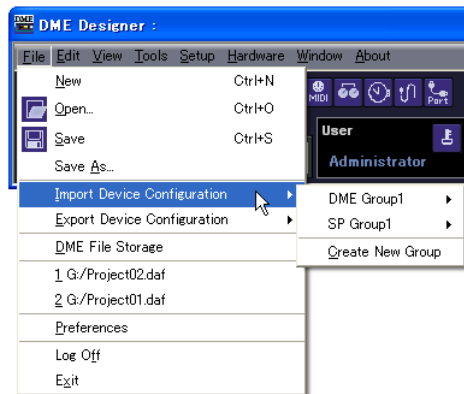 DME Designer :
File Edit View Tools Setup Hardware Window About
New Ctrl+N
Open... Ctrl+O
Save Ctrl+S
Save As...
Import Device Configuration
Export Device Configuration
DME File Storage
1 G:/Project02.daf
2 G:/Project01.daf
Preferences
Log Off
Exit
MIDI
Port
User
Administrator
DME Group1
SP Group1
Create New Group